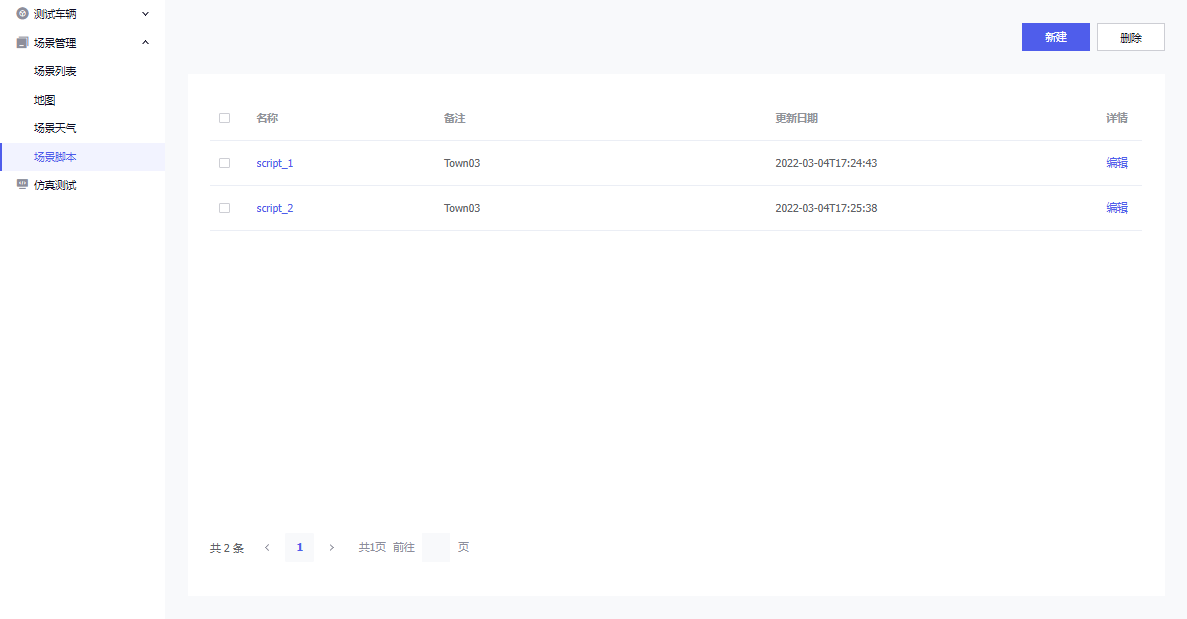 测试车辆
场景管理
场景列表
地图
场景天气
场景脚本
仿真测试
新建 删除
名称 备注 更新日期 详情
script_1 Town03 2022-03-04T17:24:43 编辑
script_2 Town03 2022-03-04T17:25:38 编辑
共 2 条 1 共1页 前往 页